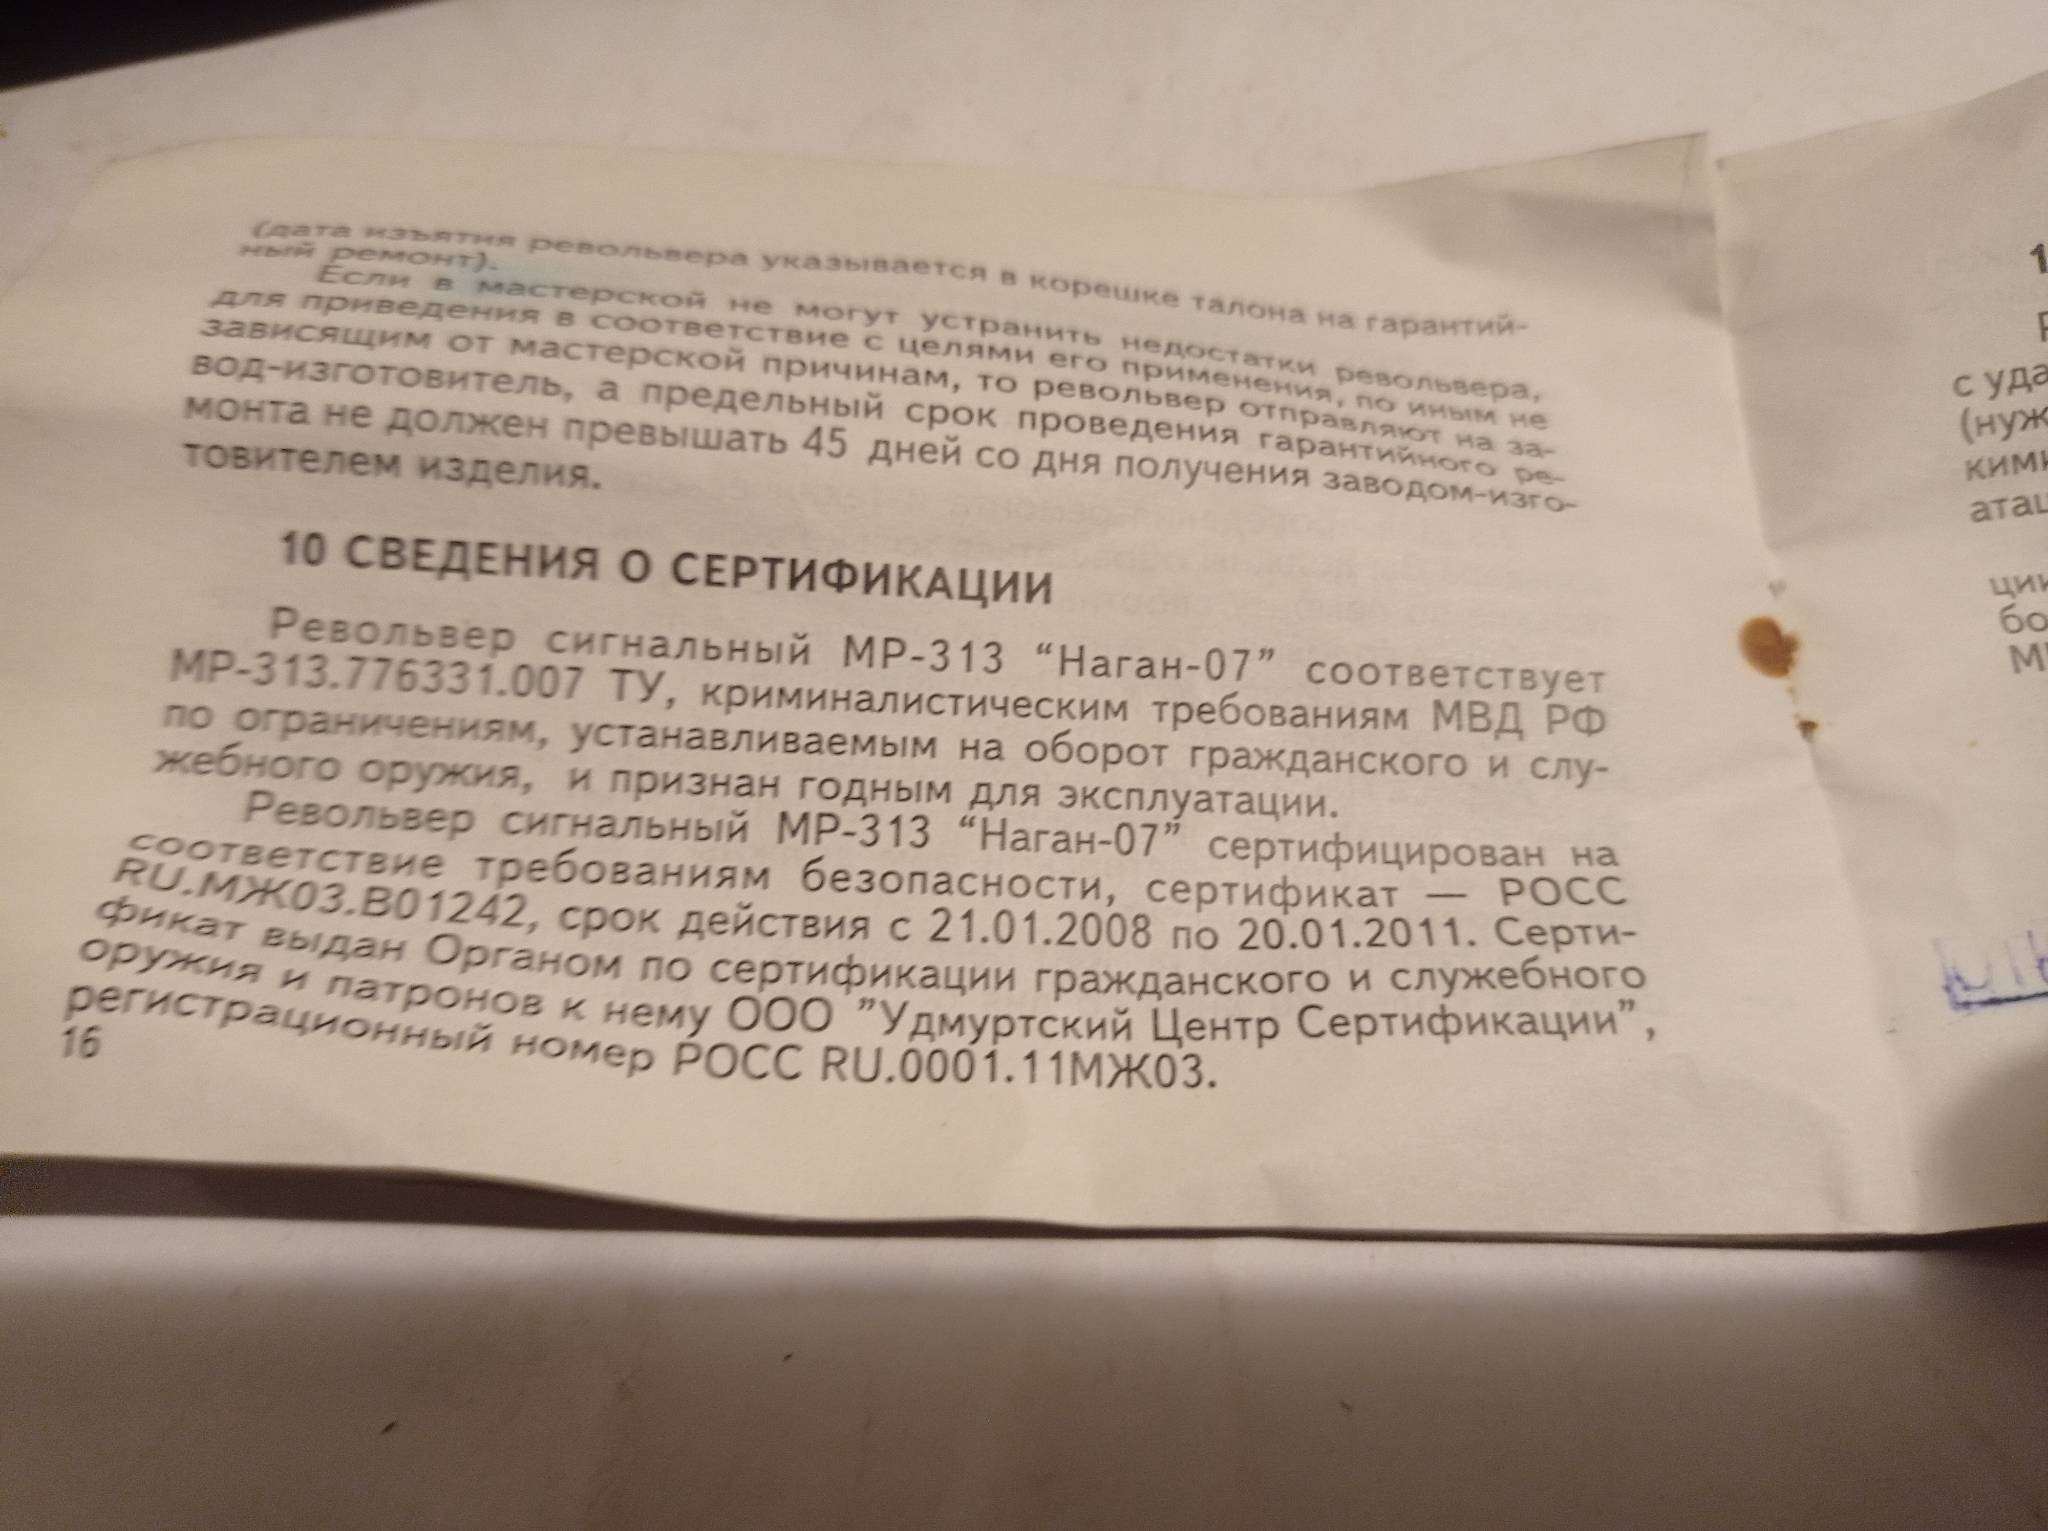 (дата изъятия револьвера указывается в корешке талона на гарантий-
ный ремонт).
Если в мастерской не могут устранить недостатки револьвера,
для приведения в соответствие с целями его применения, по иным не
зависящим от мастерской причинам, то револьвер отправляют на за-
вод-изготовитель, а предельный срок проведения гарантийного ре-
монта не должен превышать 45 дней со дня получения заводом-изго-
товителем изделия.
10 СВЕДЕНИЯ О СЕРТИФИКАЦИИ
Револьвер сигнальный МР-313 “Наган-07” соответствует
МР-313.776331.007 ТУ, криминалистическим требованиям МВД РФ
по ограничениям, устанавливаемым на оборот гражданского и слу-
жебного оружия, и признан годным для эксплуатации.
Револьвер сигнальный МР-313 “Наган-07” сертифицирован на
соответствие требованиям безопасности, сертификат — РОСС
RU.МЖ03.В01242, срок действия с 21.01.2008 по 20.01.2011. Серти-
фикат выдан Органом по сертификации гражданского и служебного
оружия и патронов к нему ООО ”Удмуртский Центр Сертификации”,
регистрационный номер РОСС RU.0001.11МЖ03.
16
с уда
(нуж
ким
атац
ции
бо